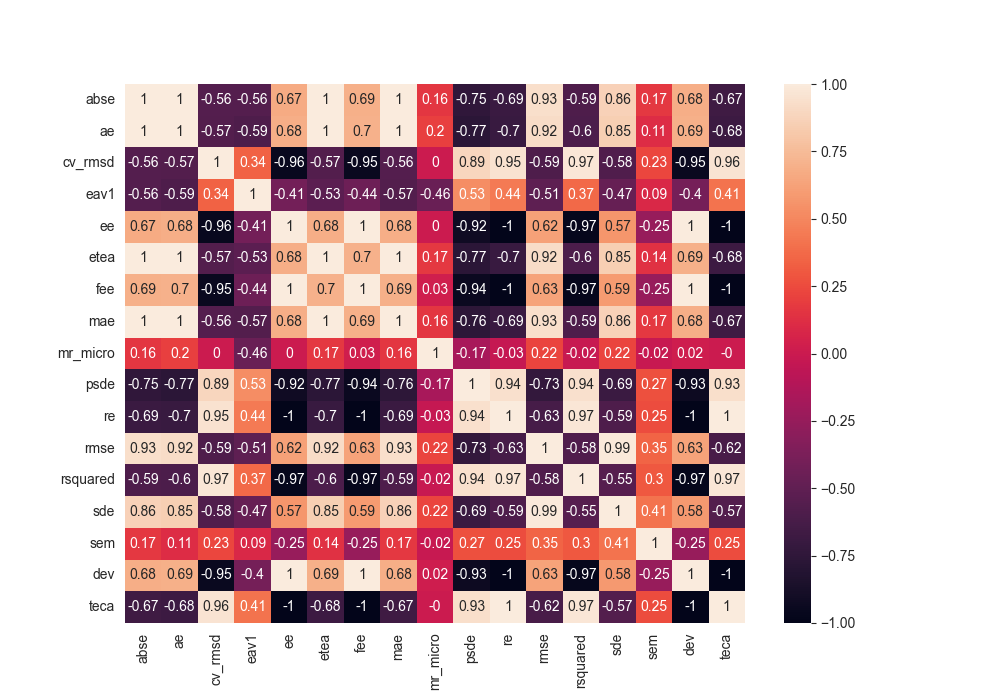 abse 1 1 -0.56 -0.56 0.67 1 0.69 1 0.16 -0.75 -0.69 0.93 -0.59 0.86 0.17 0.68 -0.67
ae 1 1 -0.57 -0.59 0.68 1 0.7 1 0.2 -0.77 -0.7 0.92 -0.6 0.85 0.11 0.69 -0.68
cv_rmsd -0.56 -0.57 1 0.34 -0.96 -0.57 -0.95 -0.56 0 0.89 0.95 -0.59 0.97 -0.58 0.23 -0.95 0.96
eav1 -0.56 -0.59 0.34 1 -0.41 -0.53 -0.44 -0.57 -0.46 0.53 0.44 -0.51 0.37 -0.47 0.09 -0.4 0.41
ee 0.67 0.68 -0.96 -0.41 1 0.68 1 0.68 0 -0.92 -1 0.62 -0.97 0.57 -0.25 1 -1
etea 1 1 -0.57 -0.53 0.68 1 0.7 1 0.17 -0.77 -0.7 0.92 -0.6 0.85 0.14 0.69 -0.68
fee 0.69 0.7 -0.95 -0.44 1 0.7 1 0.69 0.03 -0.94 -1 0.63 -0.97 0.59 -0.25 1 -1
mae 1 1 -0.56 -0.57 0.68 1 0.69 1 0.16 -0.76 -0.69 0.93 -0.59 0.86 0.17 0.68 -0.67
mr_micro 0.16 0.2 0 -0.46 0 0.17 0.03 0.16 1 -0.17 -0.03 0.22 -0.02 0.22 -0.02 0.02 -0
psde -0.75 -0.77 0.89 0.53 -0.92 -0.77 -0.94 -0.76 -0.17 1 0.94 -0.73 0.94 -0.69 0.27 -0.93 0.93
re -0.69 -0.7 0.95 0.44 -1 -0.7 -1 -0.69 -0.03 0.94 1 -0.63 0.97 -0.59 0.25 -1 1
rmse 0.93 0.92 -0.59 -0.51 0.62 0.92 0.63 0.93 0.22 -0.73 -0.63 1 -0.58 0.99 0.35 0.63 -0.62
rsquared -0.59 -0.6 0.97 0.37 -0.97 -0.6 -0.97 -0.59 -0.02 0.94 0.97 -0.58 1 -0.55 0.3 -0.97 0.97
sde 0.86 0.85 -0.58 -0.47 0.57 0.85 0.59 0.86 0.22 -0.69 -0.59 0.99 -0.55 1 0.41 0.58 -0.57
sem 0.17 0.11 0.23 0.09 -0.25 0.14 -0.25 0.17 -0.02 0.27 0.25 0.35 0.3 0.41 1 -0.25 0.25
dev 0.68 0.69 -0.95 -0.4 1 0.69 1 0.68 0.02 -0.93 -1 0.63 -0.97 0.58 -0.25 1 -1
teca -0.67 -0.68 0.96 0.41 -1 -0.68 -1 -0.67 -0 0.93 1 -0.62 0.97 -0.57 0.25 -1 1
abse ae cv_rmsd eav1 ee etea fee mae mr_micro psde re rmse rsquared sde sem dev teca
1.00
0.75
0.50
0.25
0.00
−0.25
−0.50
−0.75
−1.00